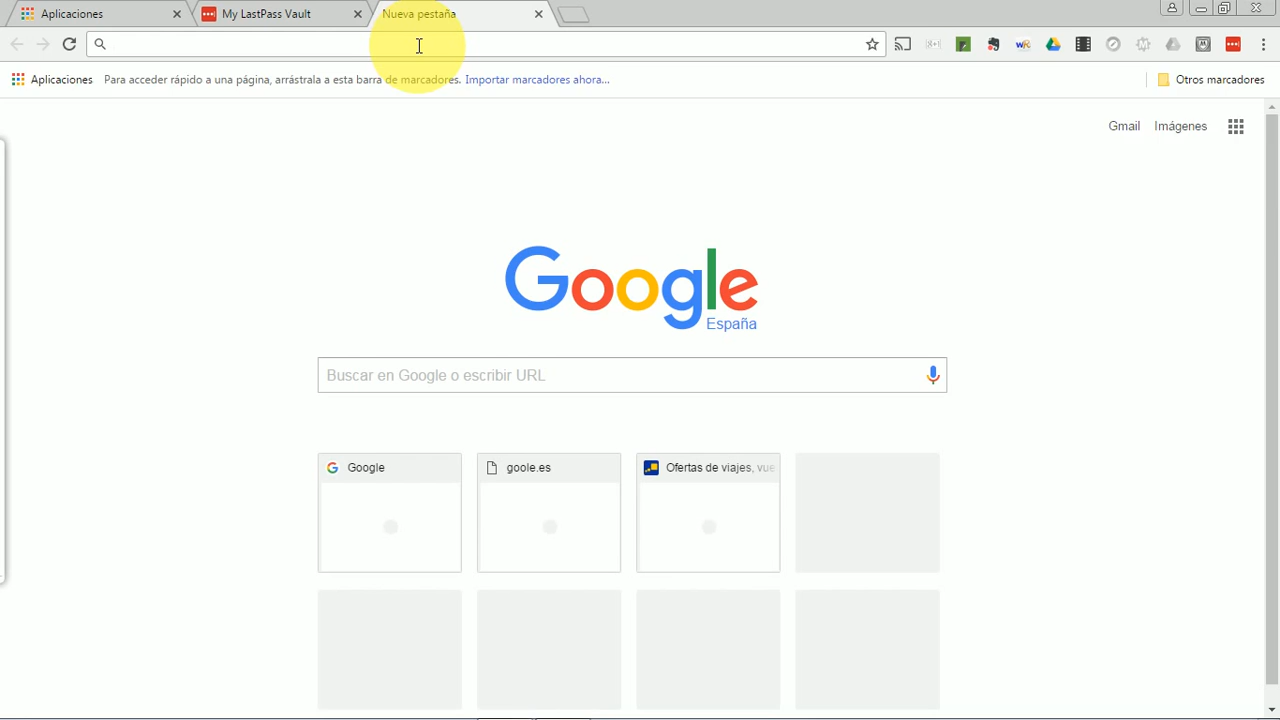 Aplicaciones
My LastPass Vault
Nueva pestaña
Aplicaciones
Para acceder rápido a una página, arrástrala a esta barra de marcadores. Importar marcadores ahora...
Otros marcadores
Gmail
Imágenes
Google
España
Buscar en Google o escribir URL
Google
goole.es
Ofertas de viajes, vue